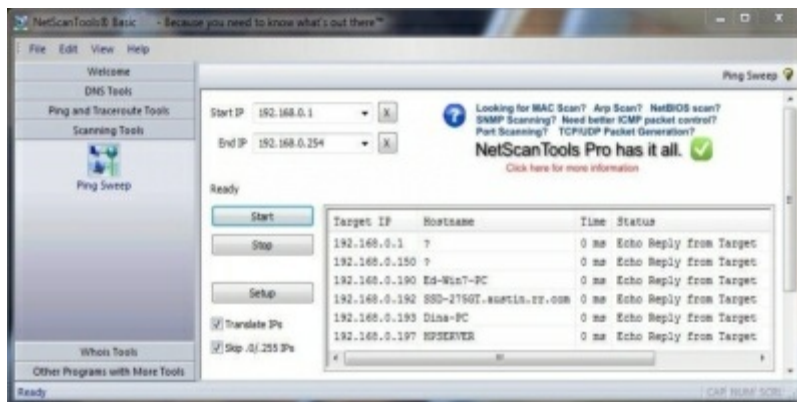 NetScanTools® Basic - Because you need to know what's out there™
File Edit View Help
Welcome
DNS Tools
Ping and Traceroute Tools
Scanning Tools
Ping Sweep
Whois Tools
Other Programs with More Tools
Ping Sweep
Start IP 192.168.0.1 X
End IP 192.168.0.254 X
Looking for MAC Scan? Arp Scan? NetBIOS scan?
SNMP Scanning? Need better ICMP packet control?
Port Scanning? TCP/UDP Packet Generation?
NetScanTools Pro has it all.
Click here for more information
Ready
Start
Stop
Setup
Translate IPs
Skip .0/.255 IPs
Target IP Hostname Time Status
192.168.0.1 ? 0 ms Echo Reply from Target
192.168.0.150 ? 0 ms Echo Reply from Target
192.168.0.190 Ed-Win7-PC 0 ms Echo Reply from Target
192.168.0.192 SSD-275GT.austin.rr.com 0 ms Echo Reply from Target
192.168.0.193 Dina-PC 0 ms Echo Reply from Target
192.168.0.197 HPSERVER 0 ms Echo Reply from Target
Ready
CAP NUM SCRL